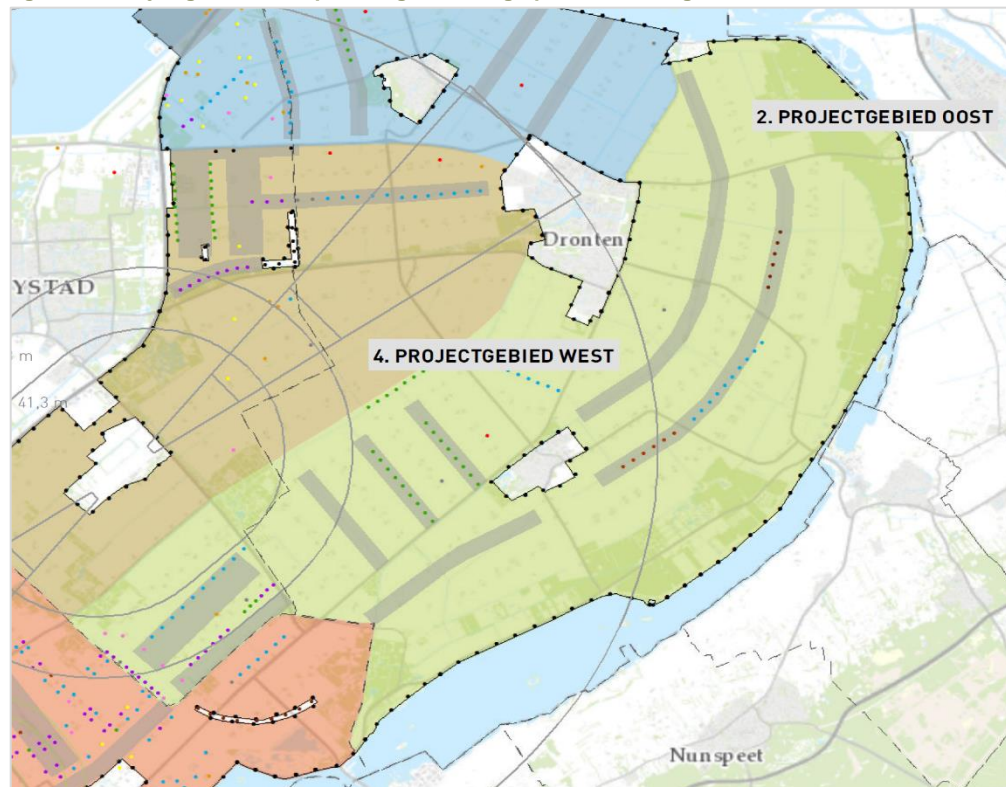 2. PROJECTGEBIED OOST
Dronten
YSTAD
4. PROJECTGEBIED WEST
m
41,3 m
Nunspeet